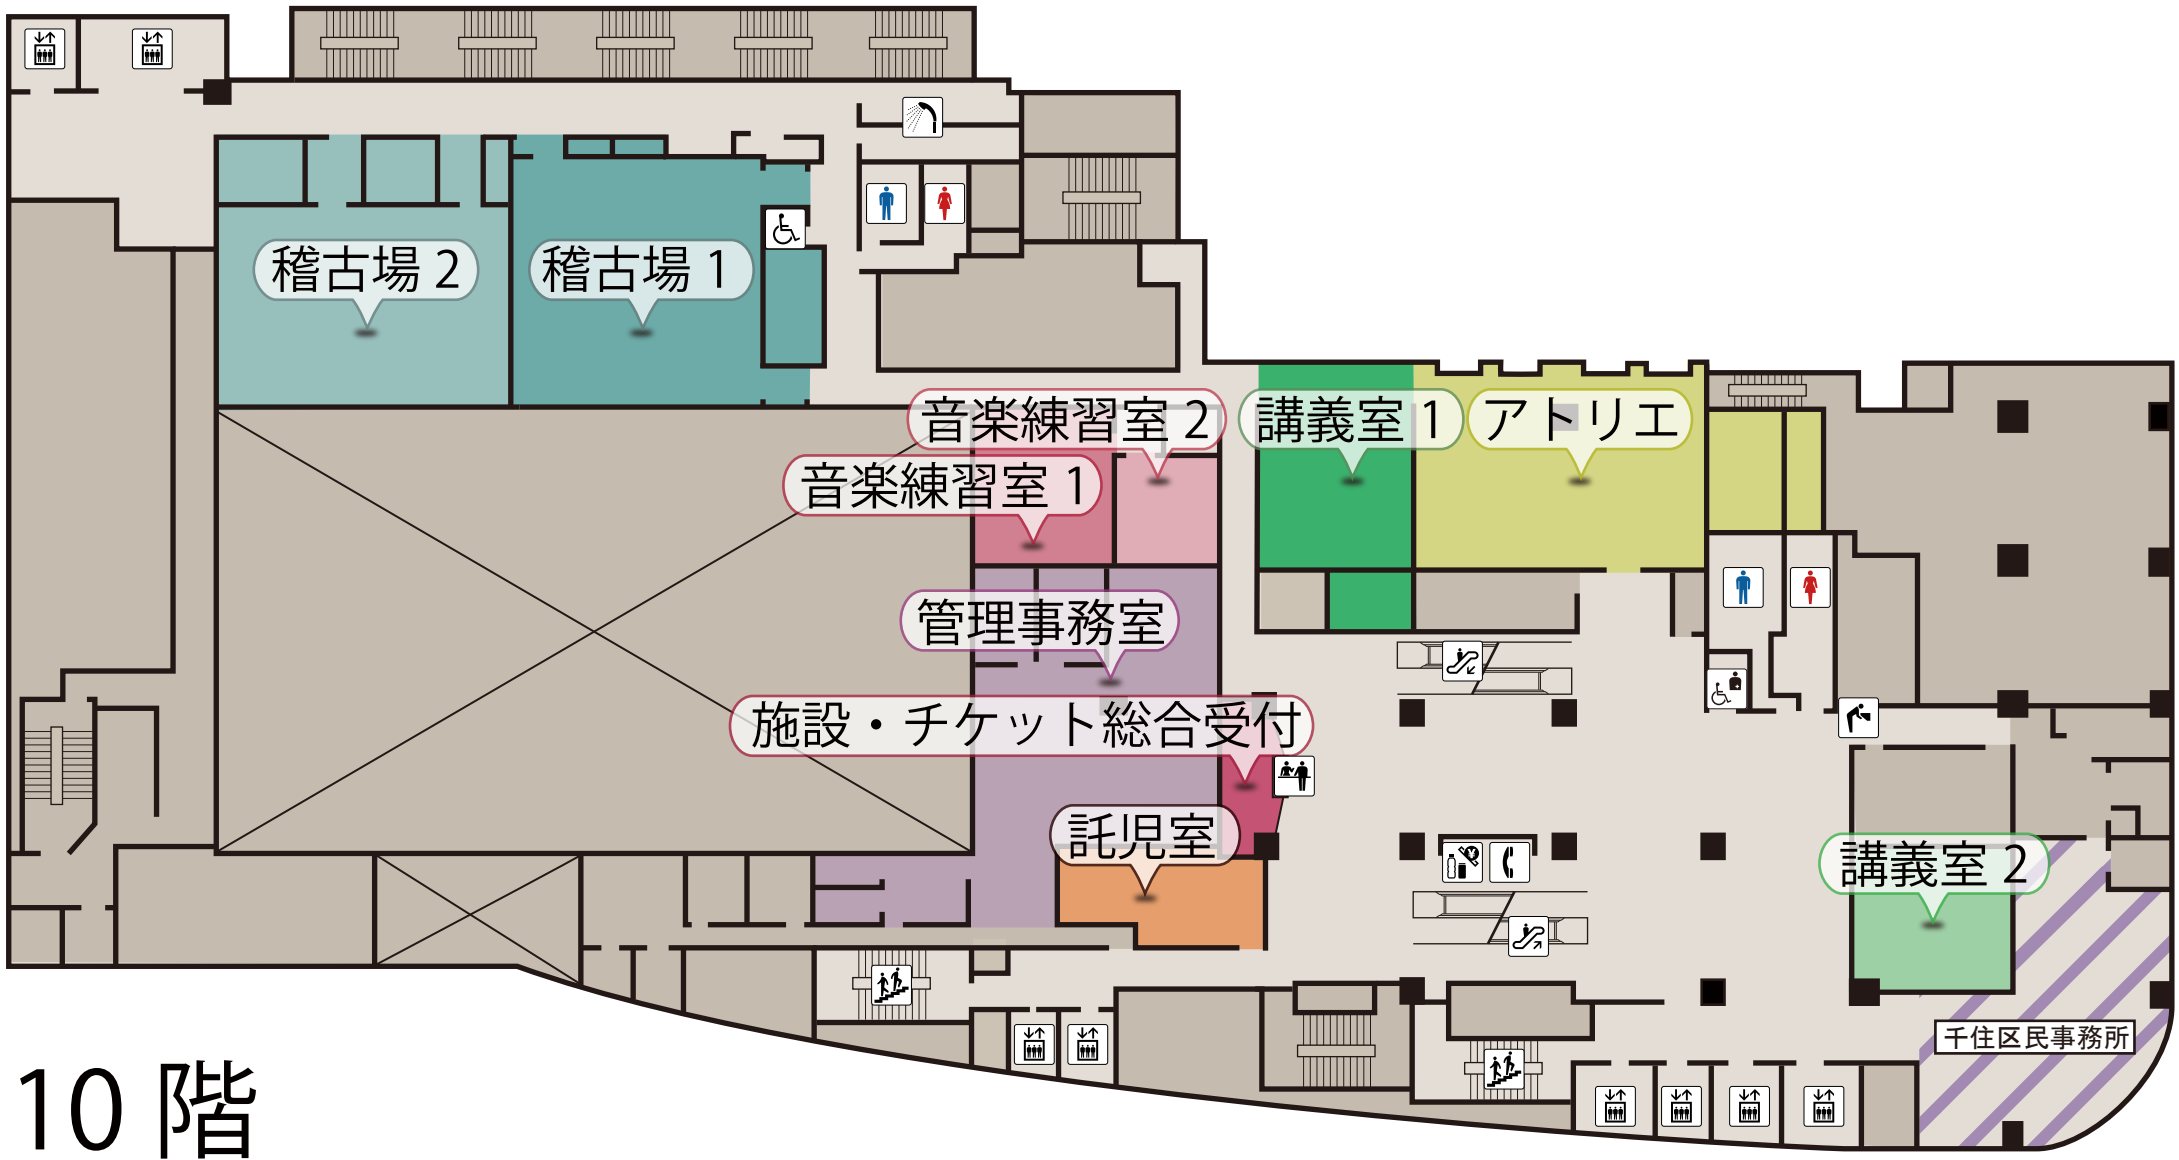 稽古場 2
稽古場 1
音楽練習室 2
講義室 1
アトリエ
音楽練習室 1
管理事務室
施設・チケット総合受付
託児室
講義室 2
千住区民事務所
10 階